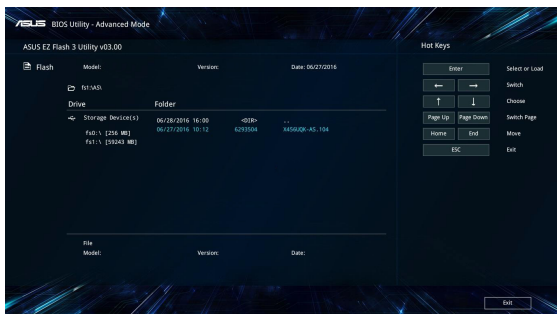 ASUS BIOS Utility - Advanced Mode
ASUS EZ Flash 3 Utility v03.00
Hot Keys
Flash
Model: Version: Date: 06/27/2016
fs1:\AS\
Drive Folder
Storage Device(s)
fs0:\ [256 MB]
fs1:\ [59243 MB]
06/28/2016 16:00 <DIR> ..
06/27/2016 10:12 6293504 X456UQK-AS.104
Enter Select or Load
← → Switch
↑ ↓ Choose
Page Up Page Down Switch Page
Home End Move
ESC Exit
File
Model: Version: Date:
Exit